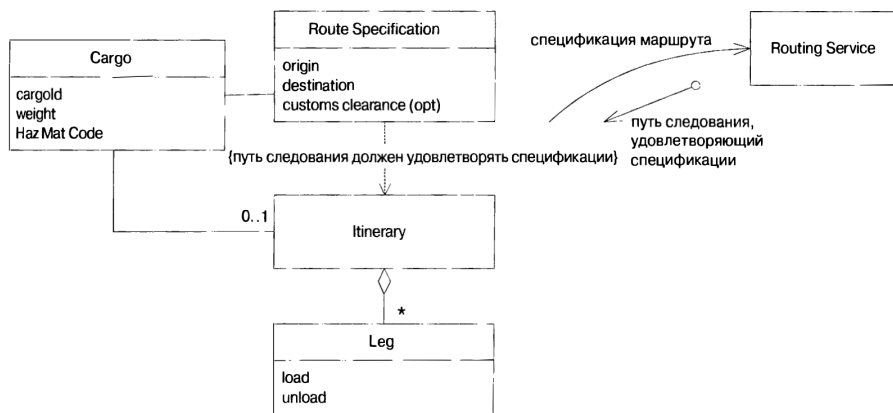 Cargo
cargold
weight
Haz Mat Code
Route Specification
origin
destination
customs clearance (opt)
спецификация маршрута
Routing Service
путь следования,
удовлетворяющий
спецификации
{путь следования должен удовлетворять спецификации}
0..1
Itinerary
*
Leg
load
unload